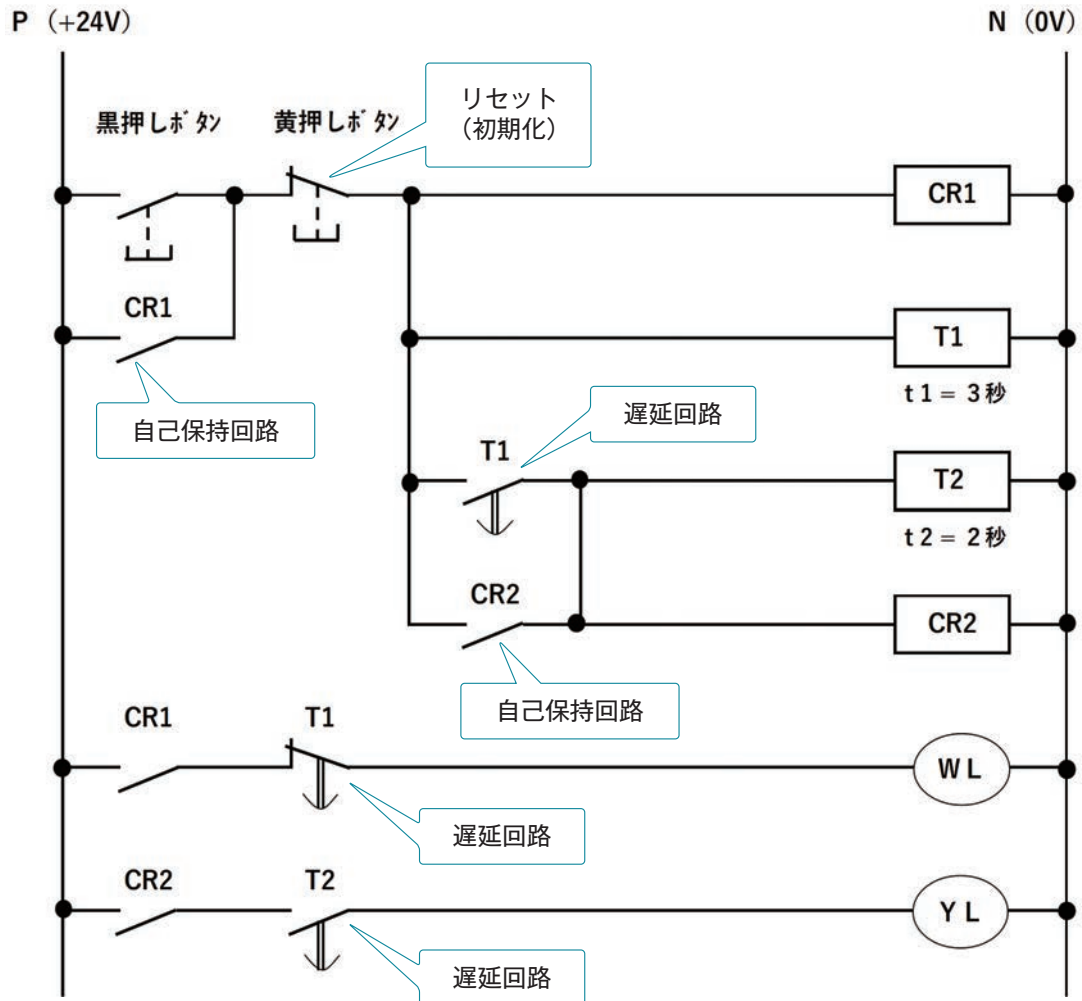 P（+24V）
N（0V）
リセット
（初期化）
黒押しボタン
黄押しボタン
CR1
CR1
自己保持回路
T1
t1 = 3秒
遅延回路
T1
T2
t2 = 2秒
CR2
CR2
自己保持回路
CR1
T1
WL
遅延回路
CR2
T2
YL
遅延回路